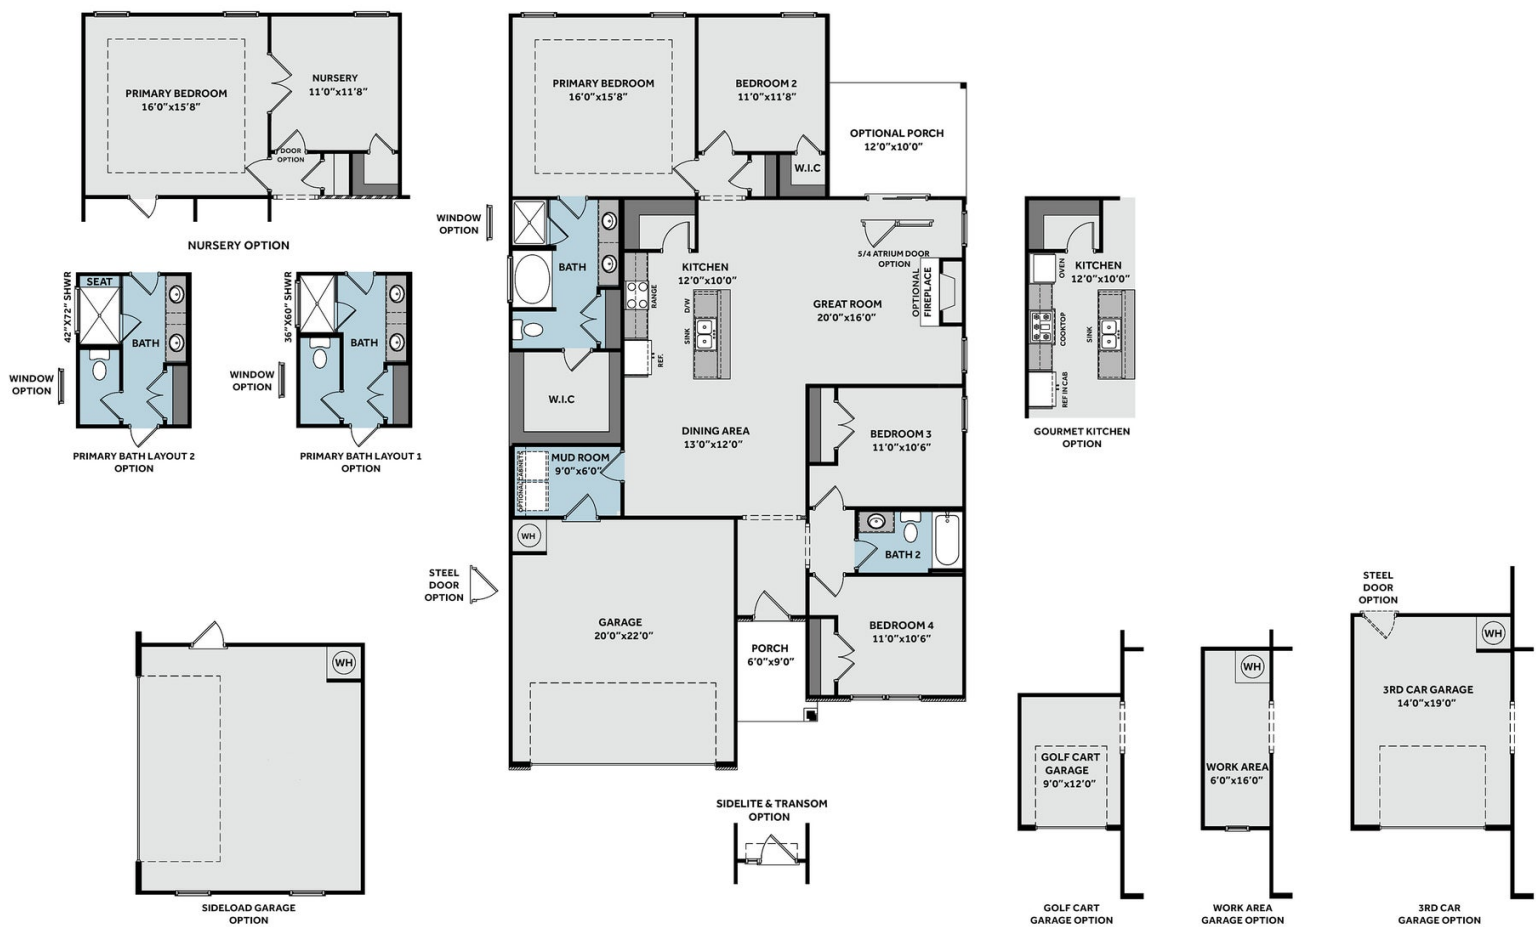 PRIMARY BEDROOM
16'0"x15'8"
NURSERY
11'0"x11'8"
DOOR
OPTION
NURSERY OPTION
42"X72" SHWR
SEAT
BATH
WINDOW
OPTION
PRIMARY BATH LAYOUT 2
OPTION
36"X60" SHWR
BATH
WINDOW
OPTION
PRIMARY BATH LAYOUT 1
OPTION
PRIMARY BEDROOM
16'0"x15'8"
BEDROOM 2
11'0"x11'8"
W.I.C
OPTIONAL PORCH
12'0"x10'0"
WINDOW
OPTION
BATH
KITCHEN
12'0"x10'0"
RANGE
D/W
SINK
REF.
5/4 ATRIUM DOOR
OPTION
GREAT ROOM
20'0"x16'0"
OPTIONAL
FIREPLACE
W.I.C
DINING AREA
13'0"x12'0"
BEDROOM 3
11'0"x10'6"
MUD ROOM
9'0"x6'0"
OPTIONAL CABINETS
WH
BATH 2
STEEL
DOOR
OPTION
GARAGE
20'0"x22'0"
PORCH
6'0"x9'0"
BEDROOM 4
11'0"x10'6"
SIDELITE & TRANSOM
OPTION
OVEN
KITCHEN
12'0"x10'0"
COOKTOP
SINK
REF IN CAB
GOURMET KITCHEN
OPTION
WH
SIDELOAD GARAGE
OPTION
GOLF CART
GARAGE
9'0"x12'0"
GOLF CART
GARAGE OPTION
WH
WORK AREA
6'0"x16'0"
WORK AREA
GARAGE OPTION
STEEL
DOOR
OPTION
WH
3RD CAR GARAGE
14'0"x19'0"
3RD CAR
GARAGE OPTION